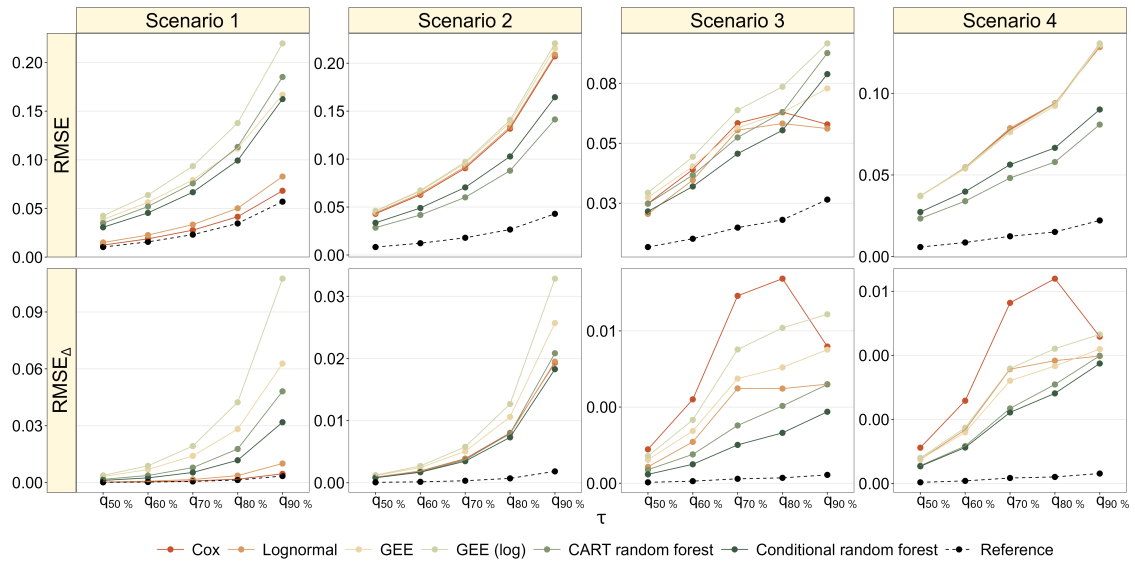 Scenario 1 Scenario 2 Scenario 3 Scenario 4
RMSE
0.20 0.20 0.08 0.10
0.15 0.15 0.05 0.05
0.10 0.10 0.03 0.00
0.05 0.05
0.00 0.00
RMSE_Δ
0.09 0.03 0.01 0.01
0.06 0.02 0.00 0.00
0.03 0.01 0.00 0.00
0.00 0.00 0.00
q50 % q60 % q70 % q80 % q90 % q50 % q60 % q70 % q80 % q90 % q50 % q60 % q70 % q80 % q90 % q50 % q60 % q70 % q80 % q90 %
τ
Cox Lognormal GEE GEE (log) CART random forest Conditional random forest Reference